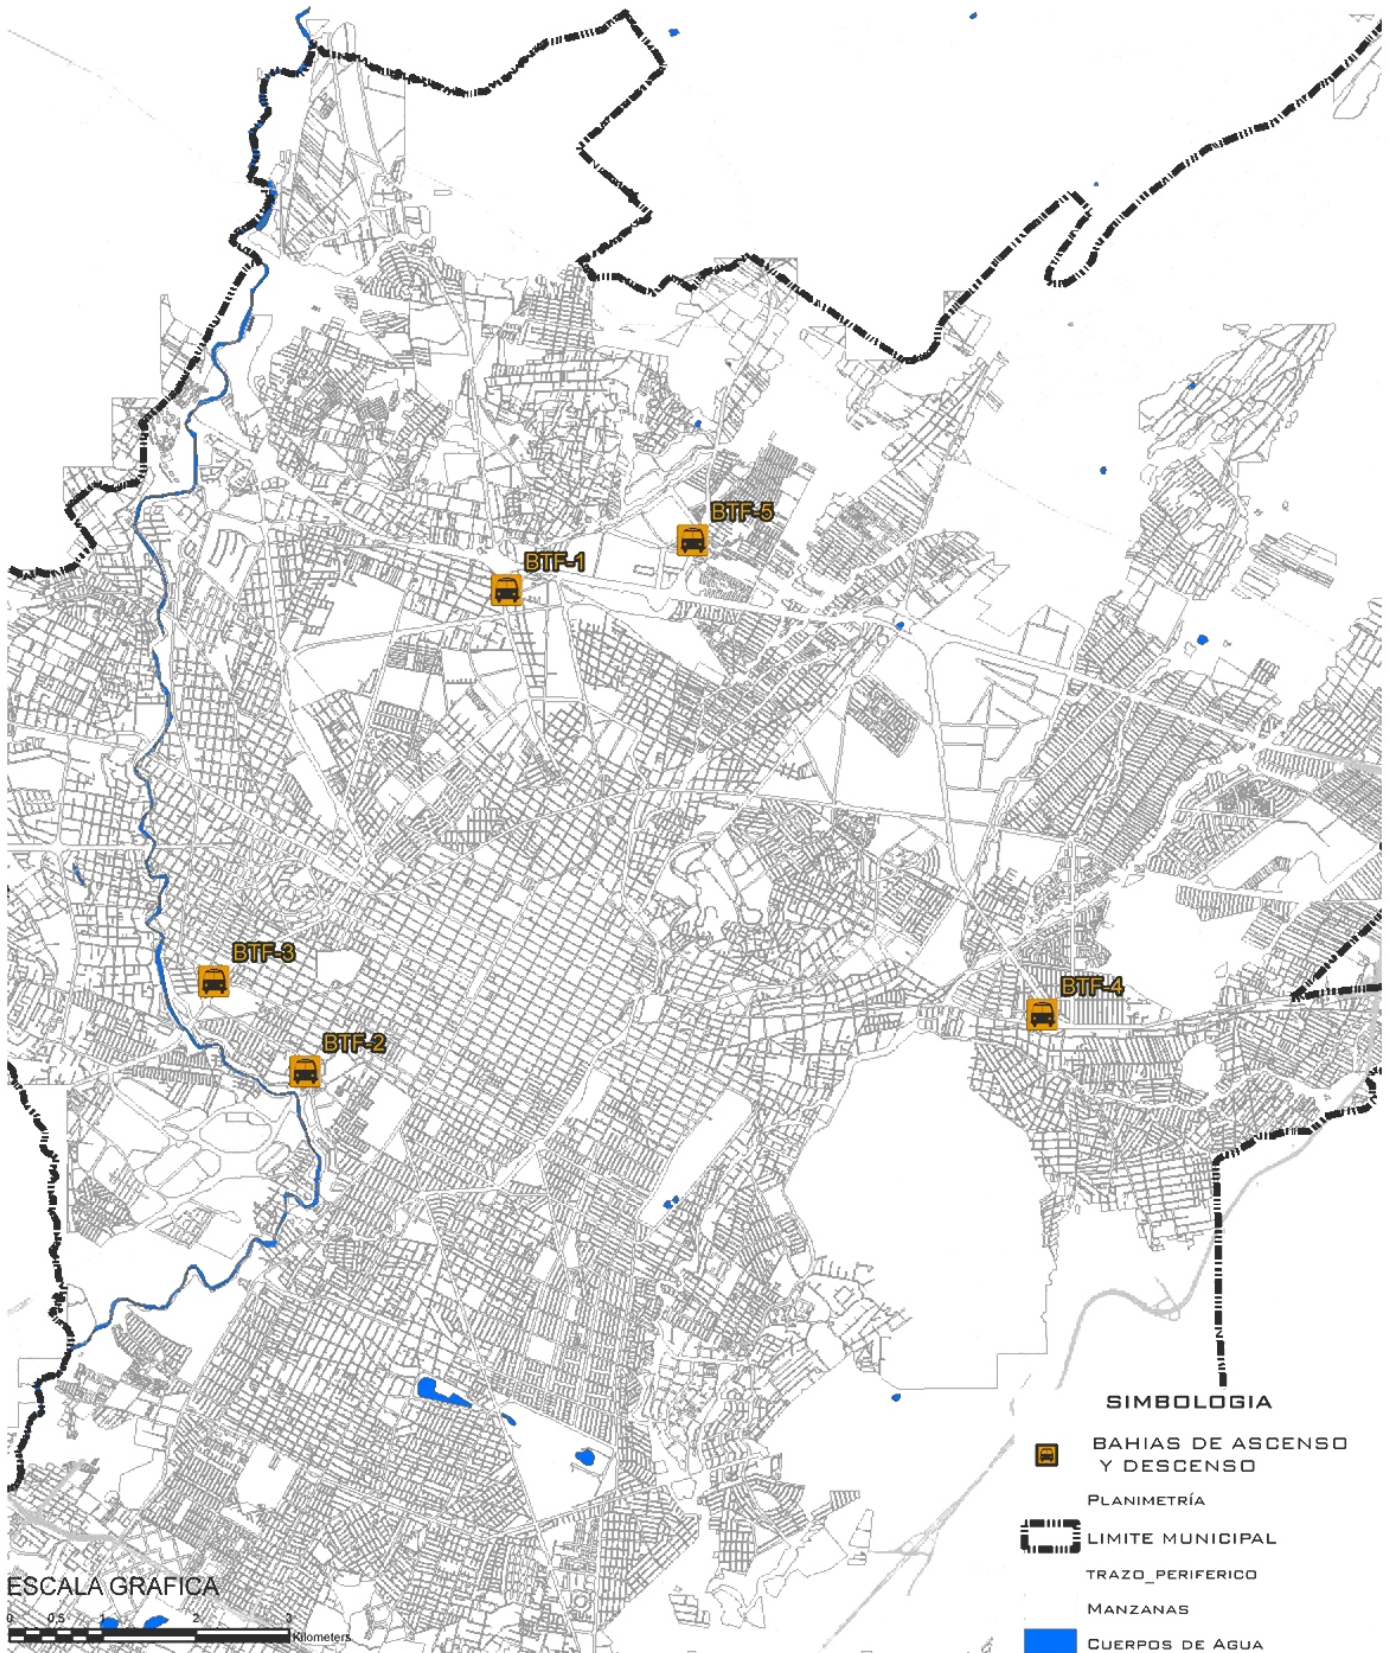 BTF-5
BTF-1
BTF-3
BTF-4
BTF-2
SIMBOLOGIA
BAHIAS DE ASCENSO
Y DESCENSO
PLANIMETRÍA
LIMITE MUNICIPAL
TRAZO_PERIFERICO
MANZANAS
CUERPOS DE AGUA
ESCALA GRAFICA
0 0.5 1 2 3
Kilometers